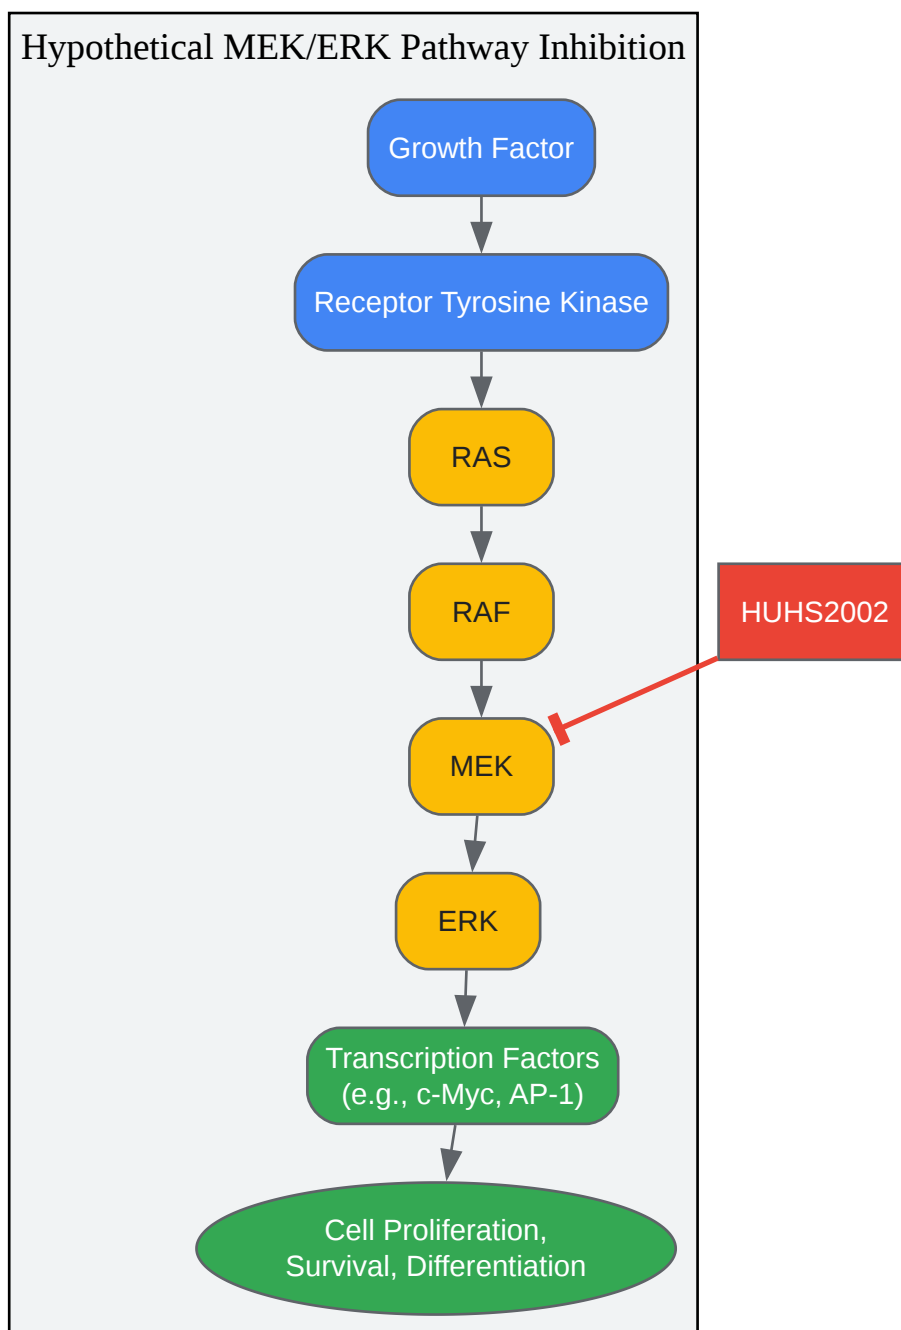 Hypothetical MEK/ERK Pathway Inhibition
Growth Factor
Receptor Tyrosine Kinase
RAS
RAF
HUHS2002
MEK
ERK
Transcription Factors
(e.g., c-Myc, AP-1)
Cell Proliferation,
Survival, Differentiation